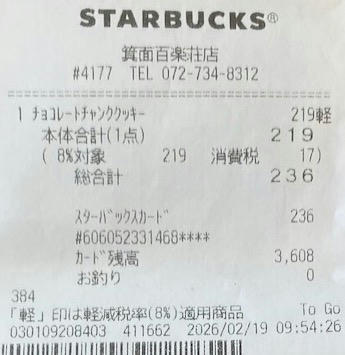 STARBUCKS®
箕面百楽荘店
#4177 TEL 072-734-8312
1 チョコレートチャンククッキー 219軽
本体合計(1点) 219
( 8%対象 219 消費税 17)
総合計 236
スターバックスカード 236
#606052331468****
カード残高 3,608
お釣り 0
384
「軽」印は軽減税率(8%)適用商品 To Go
030109208403 411662 2026/02/19 09:54:26